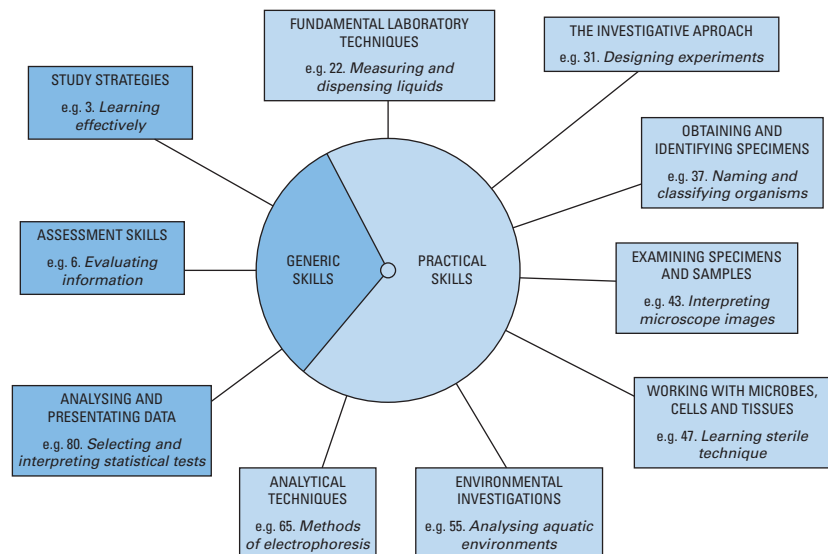 FUNDAMENTAL LABORATORY
TECHNIQUES
e.g. 22. Measuring and
dispensing liquids
THE INVESTIGATIVE APROACH
e.g. 31. Designing experiments
STUDY STRATEGIES
e.g. 3. Learning
effectively
OBTAINING AND
IDENTIFYING SPECIMENS
e.g. 37. Naming and
classifying organisms
ASSESSMENT SKILLS
e.g. 6. Evaluating
information
GENERIC
SKILLS
PRACTICAL
SKILLS
EXAMINING SPECIMENS
AND SAMPLES
e.g. 43. Interpreting
microscope images
ANALYSING AND
PRESENTATING DATA
e.g. 80. Selecting and
interpreting statistical tests
WORKING WITH MICROBES,
CELLS AND TISSUES
e.g. 47. Learning sterile
technique
ANALYTICAL
TECHNIQUES
e.g. 65. Methods
of electrophoresis
ENVIRONMENTAL
INVESTIGATIONS
e.g. 55. Analysing aquatic
environments